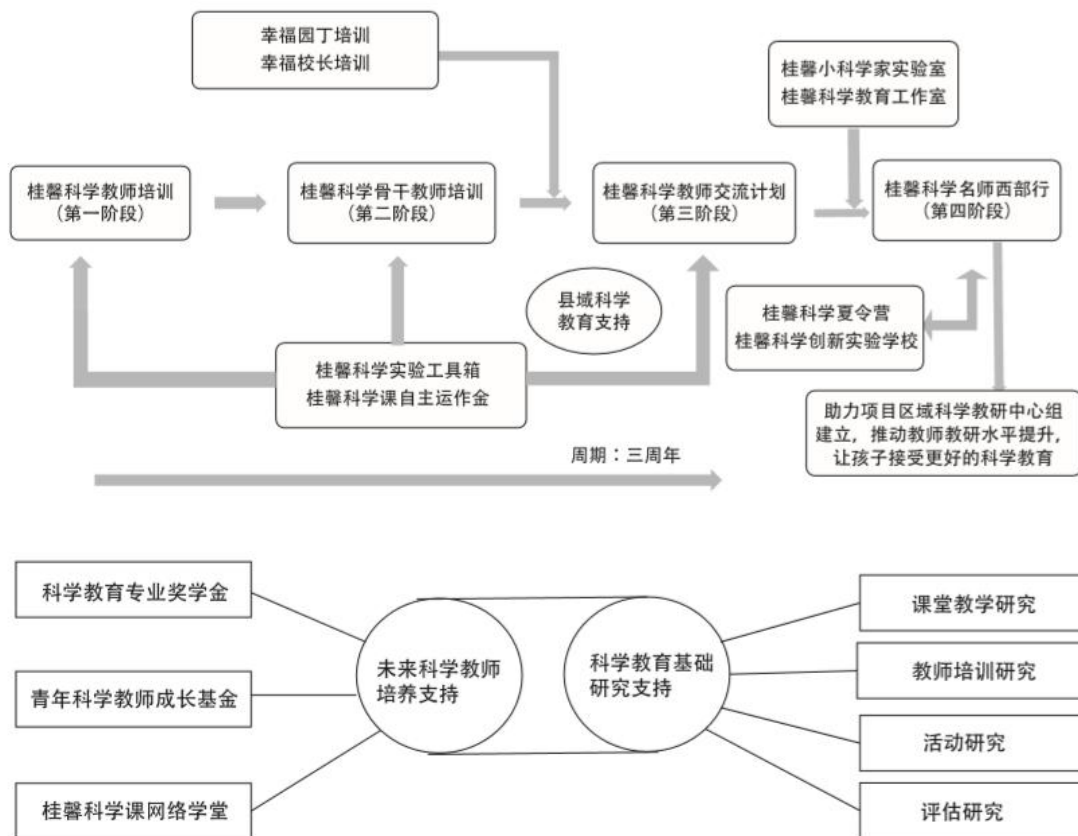 幸福园丁培训
幸福校长培训
桂馨小科学家实验室
桂馨科学教育工作室
桂馨科学教师培训
(第一阶段)
桂馨科学骨干教师培训
(第二阶段)
桂馨科学教师交流计划
(第三阶段)
桂馨科学名师西部行
(第四阶段)
县域科学
教育支持
桂馨科学夏令营
桂馨科学创新实验学校
桂馨科学实验工具箱
桂馨科学课自主运作金
助力项目区域科学教研中心组
建立，推动教师教研水平提升，
让孩子接受更好的科学教育
周期：三周年
科学教育专业奖学金
青年科学教师成长基金
桂馨科学课网络学堂
未来科学教师
培养支持
科学教育基础
研究支持
课堂教学研究
教师培训研究
活动研究
评估研究